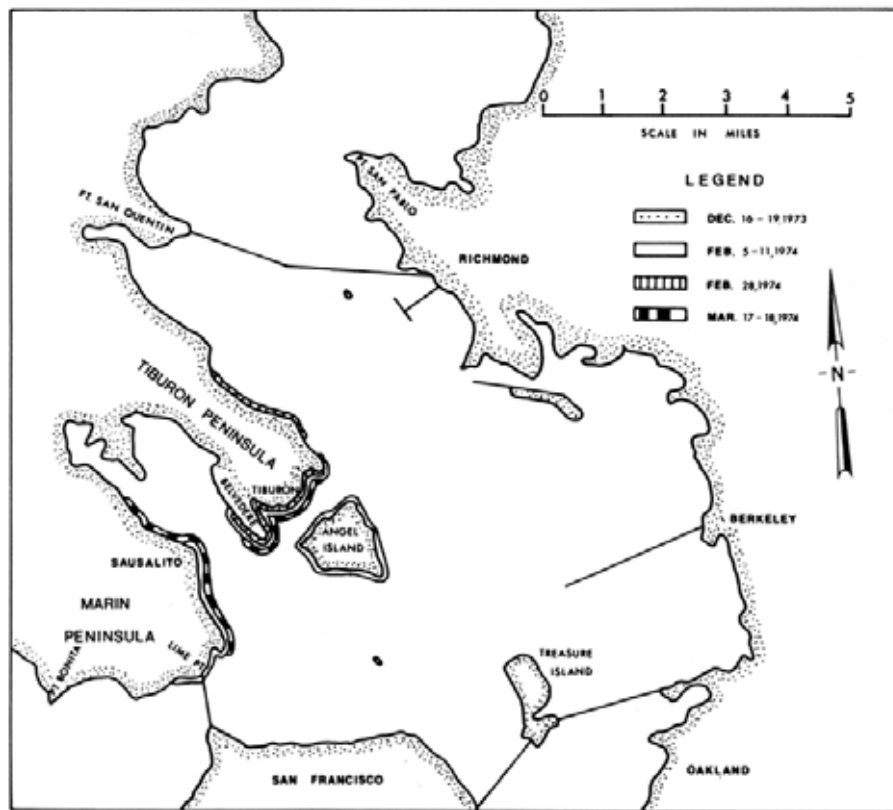 0 1 2 3 4 5
SCALE IN MILES
PT. SAN PABLO
LEGEND
PT. SAN QUENTIN
DEC. 16 - 19, 1973
RICHMOND
FEB. 5 - 11, 1974
FEB. 28, 1974
MAR. 17 - 18, 1974
TIBURON
PENINSULA
-N-
BELVEDERE
TIBURON
ANGEL
ISLAND
BERKELEY
SAUSALITO
MARIN
PENINSULA
LIME PT.
PT. BONITA
TREASURE
ISLAND
SAN FRANCISCO
OAKLAND